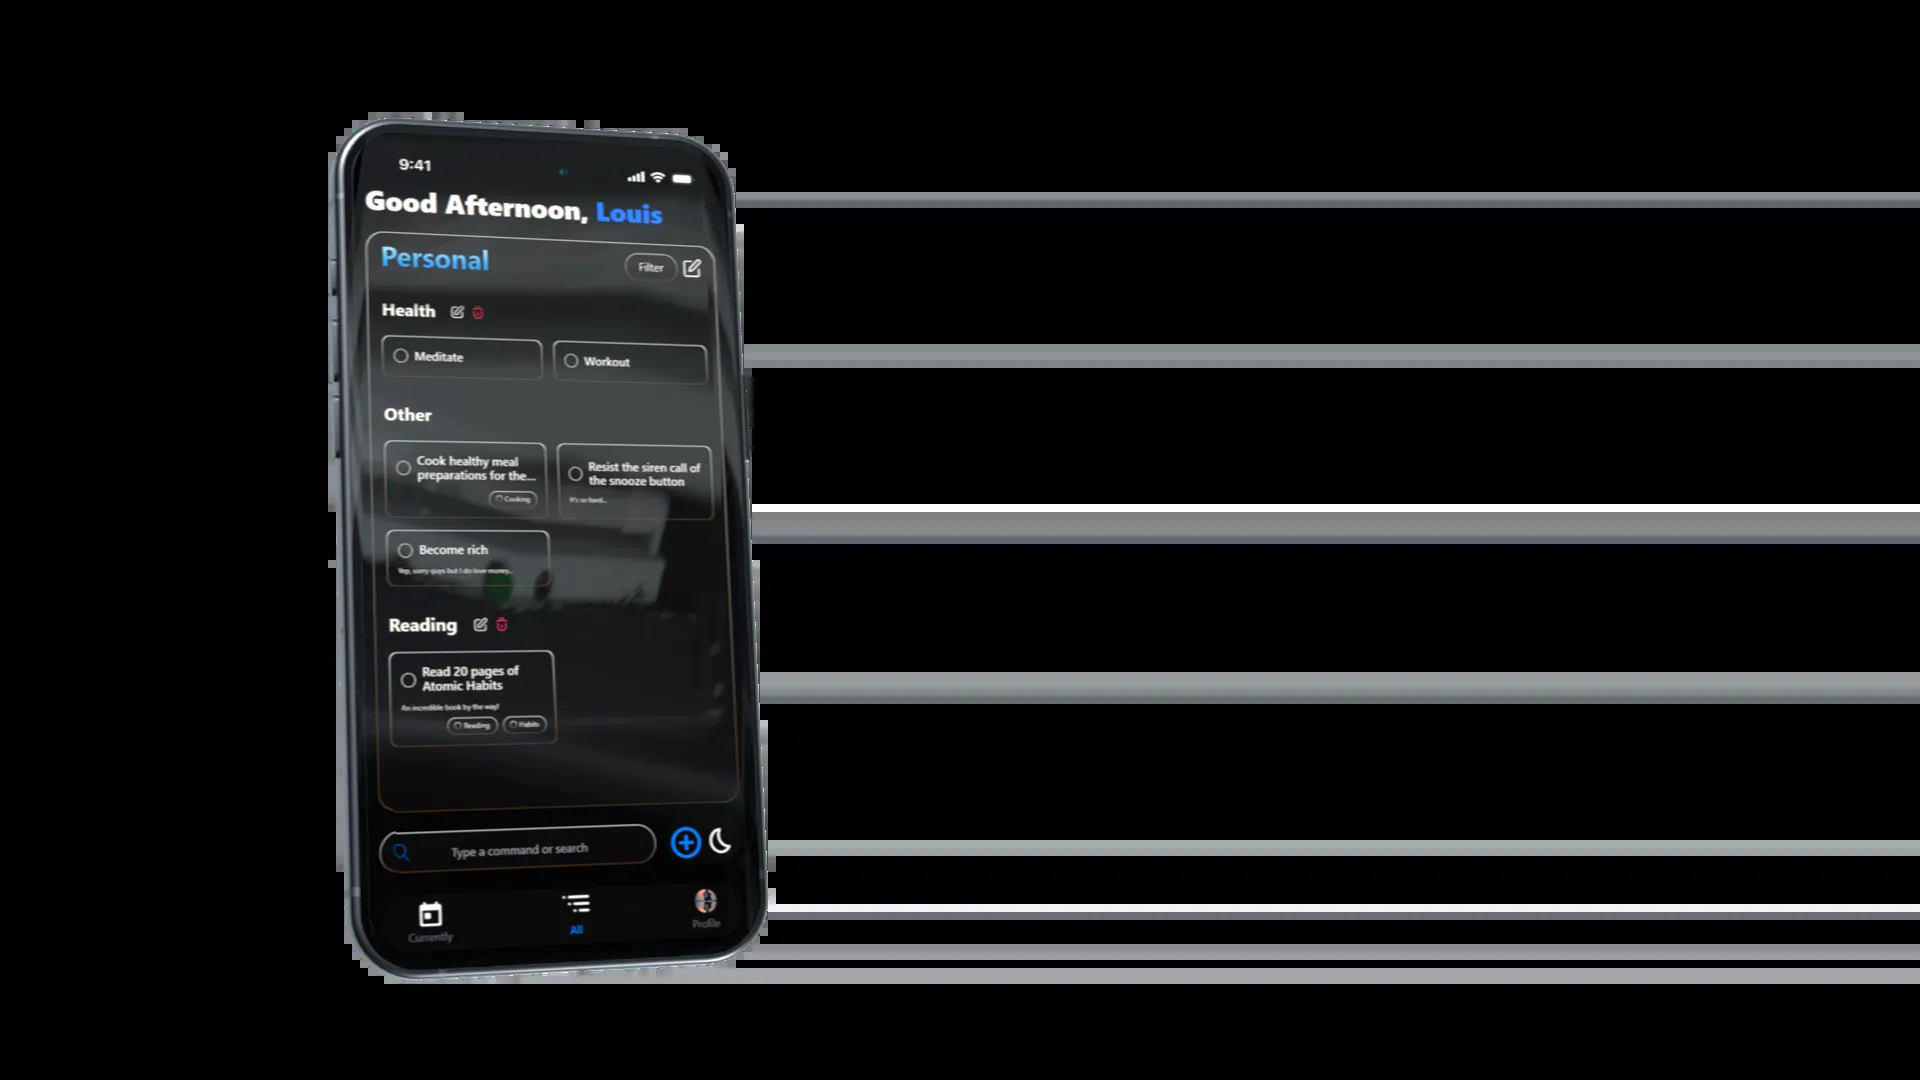 9:41
Good Afternoon, Louis
Personal
Filter
Health
Meditate
Workout
Other
Cook healthy meal
preparations for the...
Cooking
Resist the siren call of
the snooze button
It's so hard...
Become rich
Yep, sorry guys but I do love money...
Reading
Read 20 pages of
Atomic Habits
An incredible book by the way!
Reading
Habits
Type a command or search
Currently
All
Profile